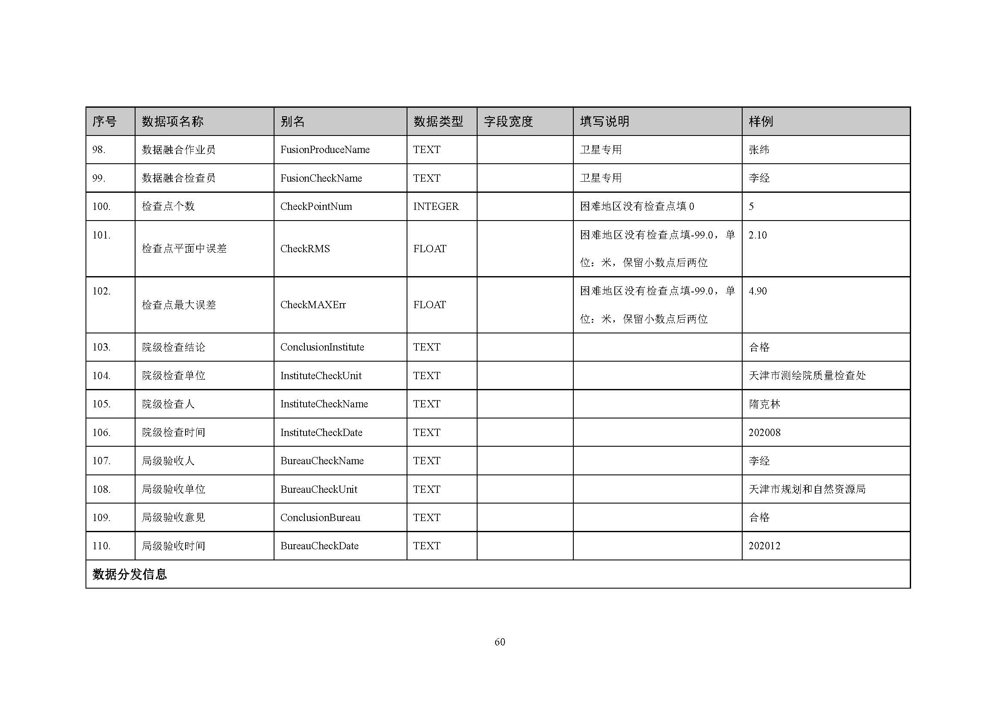 序号 数据项名称 别名 数据类型 字段宽度 填写说明 样例
98. 数据融合作业员 FusionProduceName TEXT 卫星专用 张纬
99. 数据融合检查员 FusionCheckName TEXT 卫星专用 李经
100. 检查点个数 CheckPointNum INTEGER 困难地区没有检查点填 0 5
101. 检查点平面中误差 CheckRMS FLOAT 困难地区没有检查点填-99.0，单 2.10
位：米，保留小数点后两位
102. 检查点最大误差 CheckMAXErr FLOAT 困难地区没有检查点填-99.0，单 4.90
位：米，保留小数点后两位
103. 院级检查结论 ConclusionInstitute TEXT 合格
104. 院级检查单位 InstituteCheckUnit TEXT 天津市测绘院质量检查处
105. 院级检查人 InstituteCheckName TEXT 隋克林
106. 院级检查时间 InstituteCheckDate TEXT 202008
107. 局级验收人 BureauCheckName TEXT 李经
108. 局级验收单位 BureauCheckUnit TEXT 天津市规划和自然资源局
109. 局级验收意见 ConclusionBureau TEXT 合格
110. 局级验收时间 BureauCheckDate TEXT 202012
数据分发信息
60